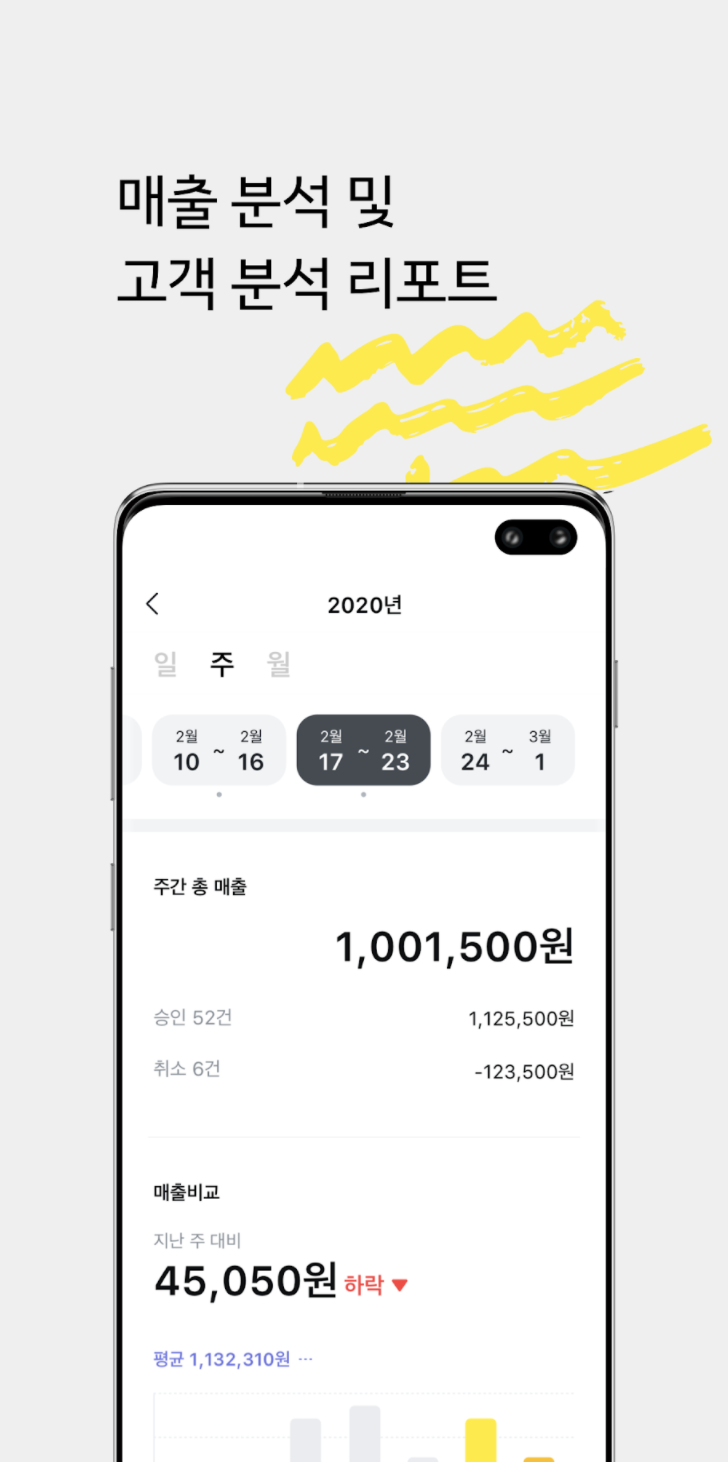 매출 분석 및
고객 분석 리포트
2020년
일 주 월
2월 2월 2월 2월 2월 3월
10 ~ 16 17 ~ 23 24 ~ 1
주간 총 매출
1,001,500원
승인 52건 1,125,500원
취소 6건 -123,500원
매출비교
지난 주 대비
45,050원 하락 ▼
평균 1,132,310원 ···